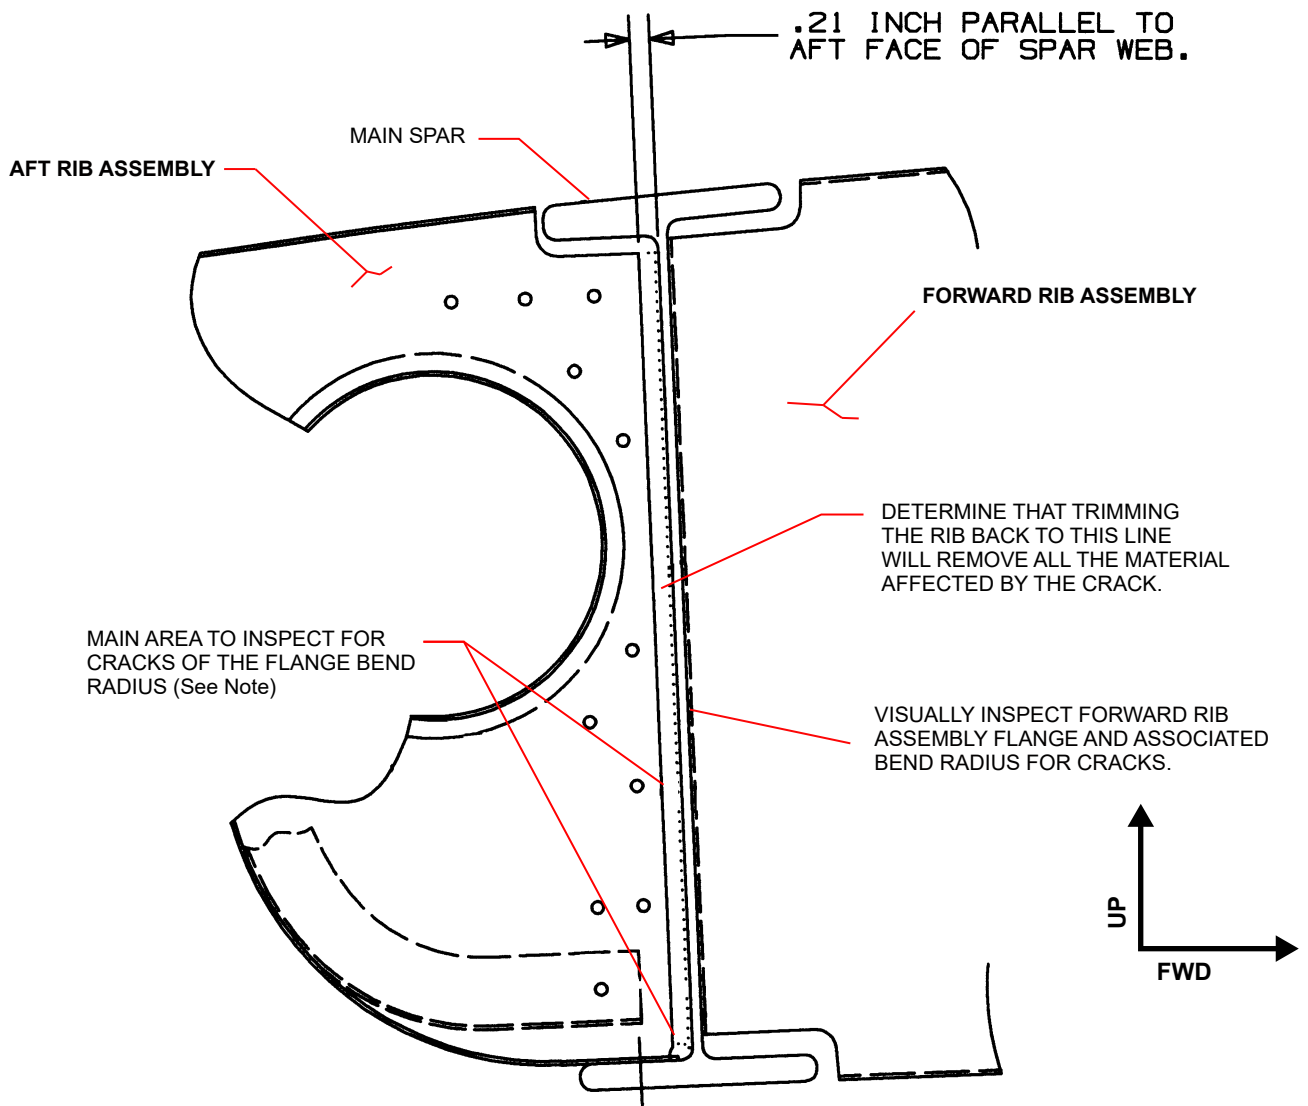 .21 INCH PARALLEL TO
AFT FACE OF SPAR WEB.
MAIN SPAR
AFT RIB ASSEMBLY
FORWARD RIB ASSEMBLY
DETERMINE THAT TRIMMING
THE RIB BACK TO THIS LINE
WILL REMOVE ALL THE MATERIAL
AFFECTED BY THE CRACK.
MAIN AREA TO INSPECT FOR
CRACKS OF THE FLANGE BEND
RADIUS (See Note)
VISUALLY INSPECT FORWARD RIB
ASSEMBLY FLANGE AND ASSOCIATED
BEND RADIUS FOR CRACKS.
UP
FWD